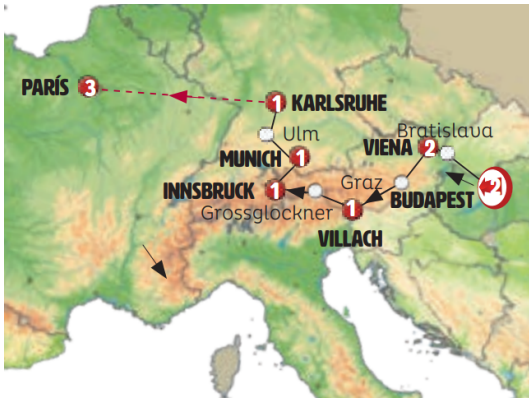 PARÍS 3
1 KARLSRUHE
Ulm
Bratislava
MUNICH 1
VIENA 2
INNSBRUCK 1
Graz
BUDAPEST 2
Grossglockner
1
VILLACH